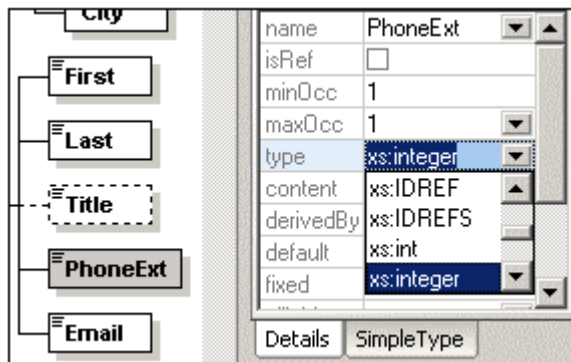 City
First
Last
Title
PhoneExt
Email
name PhoneExt
isRef
minOcc 1
maxOcc 1
type xs:integer
content xs:IDREF
derivedBy xs:IDREFS
default xs:int
fixed xs:integer
Details SimpleType